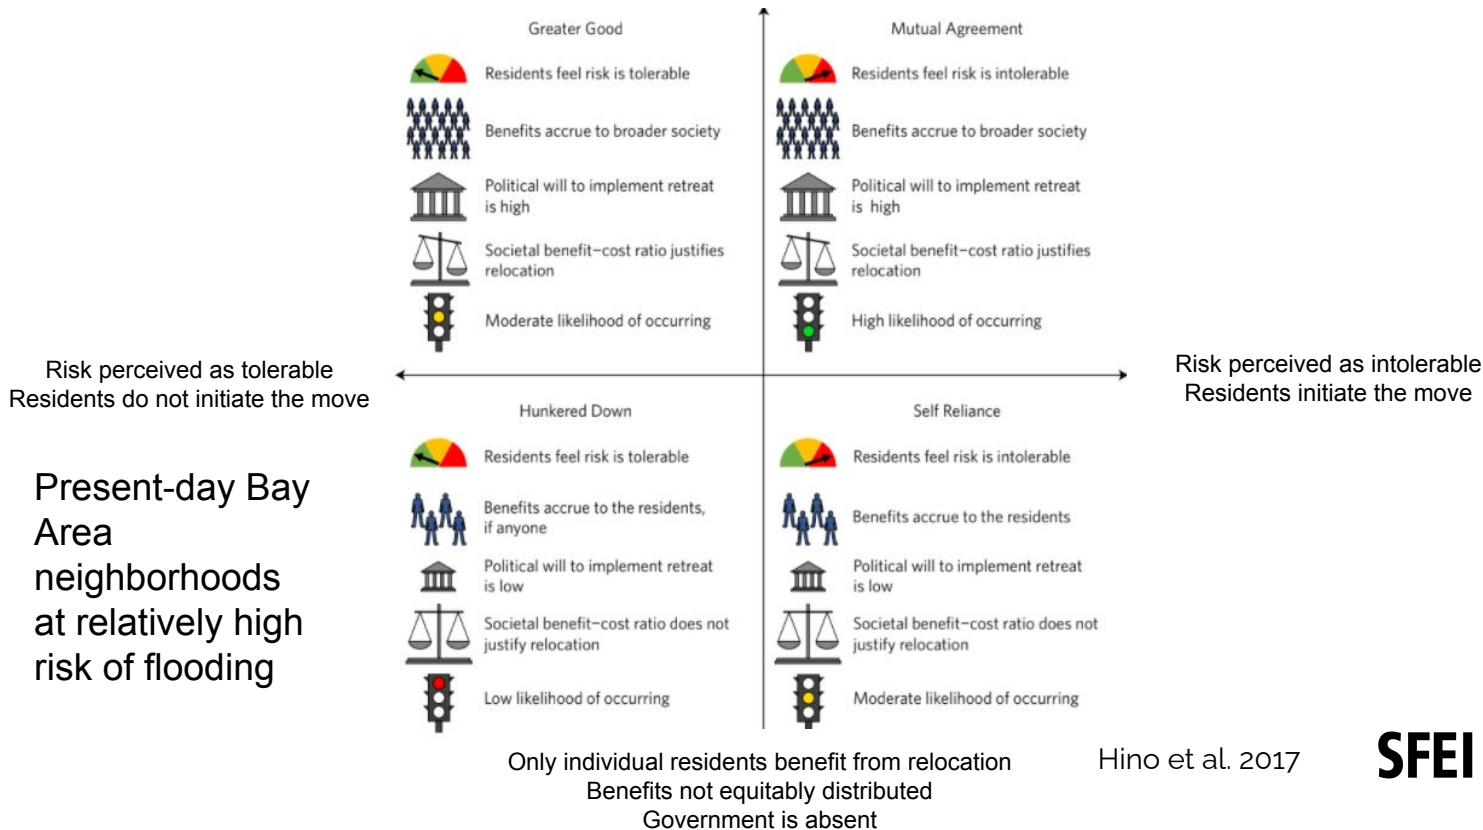 Greater Good
Residents feel risk is tolerable
Benefits accrue to broader society
Political will to implement retreat
is high
Societal benefit–cost ratio justifies
relocation
Moderate likelihood of occurring
Mutual Agreement
Residents feel risk is intolerable
Benefits accrue to broader society
Political will to implement retreat
is high
Societal benefit–cost ratio justifies
relocation
High likelihood of occurring
Risk perceived as tolerable
Residents do not initiate the move
Risk perceived as intolerable
Residents initiate the move
Present-day Bay
Area
neighborhoods
at relatively high
risk of flooding
Hunkered Down
Residents feel risk is tolerable
Benefits accrue to the residents,
if anyone
Political will to implement retreat
is low
Societal benefit–cost ratio does not
justify relocation
Low likelihood of occurring
Self Reliance
Residents feel risk is intolerable
Benefits accrue to the residents
Political will to implement retreat
is low
Societal benefit–cost ratio does not
justify relocation
Moderate likelihood of occurring
Only individual residents benefit from relocation
Benefits not equitably distributed
Government is absent
Hino et al. 2017
SFEI